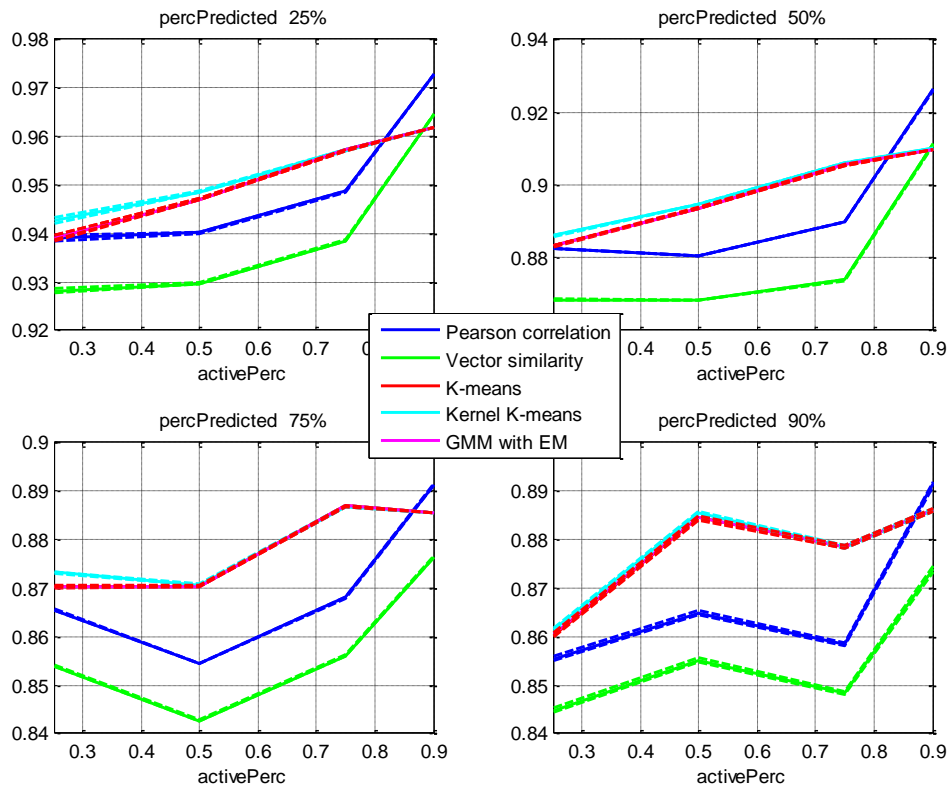 percPredicted 25%
0.98
0.97
0.96
0.95
0.94
0.93
0.92
0.3 0.4 0.5 0.6 0.7
activePerc
percPredicted 50%
0.94
0.92
0.9
0.88
0.4 0.5 0.6 0.7 0.8 0.9
activePerc
Pearson correlation
Vector similarity
K-means
Kernel K-means
GMM with EM
percPredicted 75%
0.9
0.89
0.88
0.87
0.86
0.85
0.84
0.3 0.4 0.5 0.6 0.7 0.8 0.9
activePerc
percPredicted 90%
0.9
0.89
0.88
0.87
0.86
0.85
0.84
0.3 0.4 0.5 0.6 0.7 0.8 0.9
activePerc